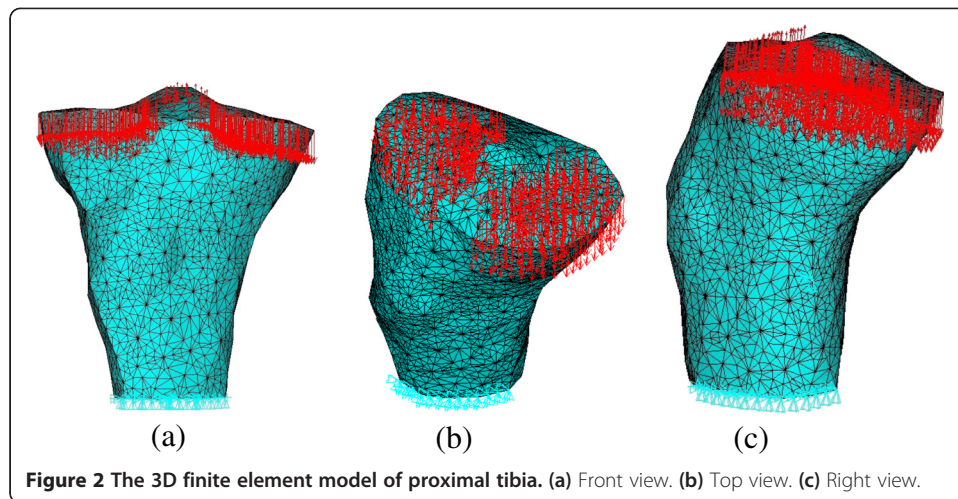 (a)
(b)
(c)
Figure 2 The 3D finite element model of proximal tibia. (a) Front view. (b) Top view. (c) Right view.